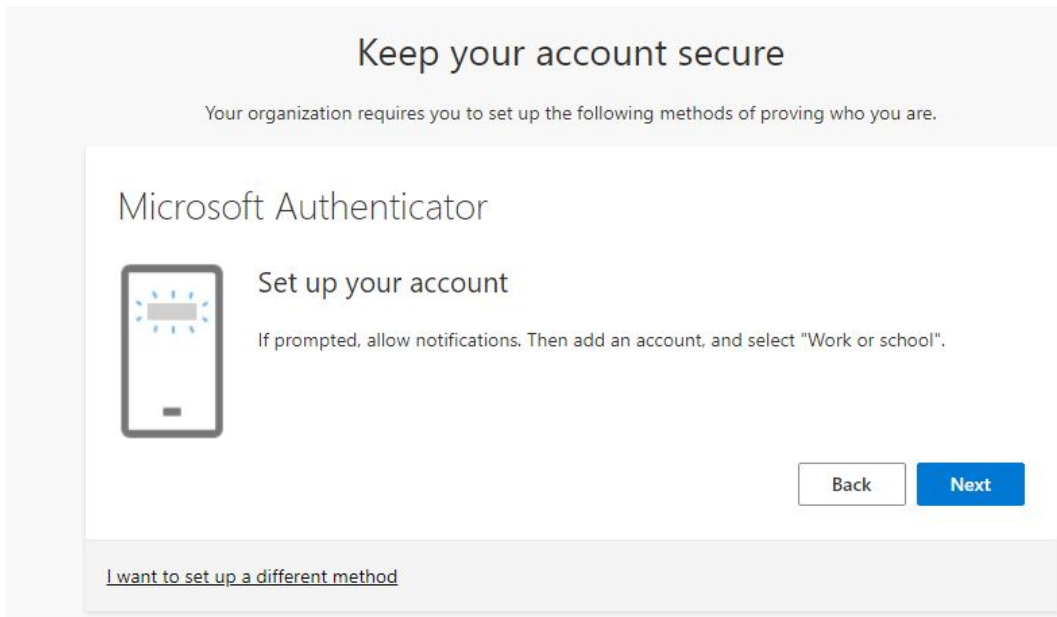 Keep your account secure
Your organization requires you to set up the following methods of proving who you are.
Microsoft Authenticator
Set up your account
If prompted, allow notifications. Then add an account, and select "Work or school".
Back Next
I want to set up a different method